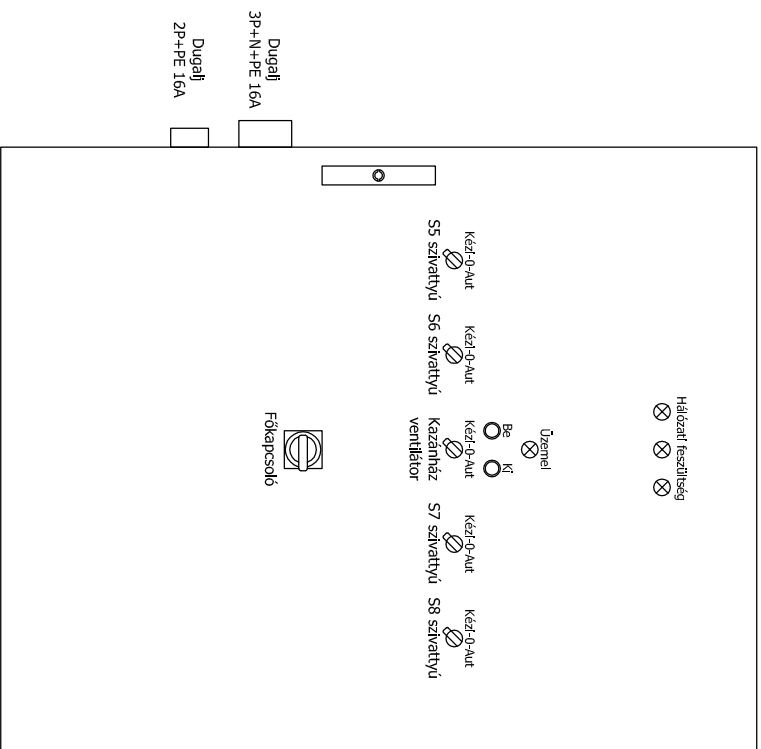 Hálózati feszültség
Üzemel
Be
Ki
Kézi-0-Aut
S5 szivattyú
Kézi-0-Aut
S6 szivattyú
Kézi-0-Aut
Kazánház
ventilátor
Kézi-0-Aut
S7 szivattyú
Kézi-0-Aut
S8 szivattyú
Dugalj
3P+N+PE 16A
Főkapcsoló
Dugalj
2P+PE 16A